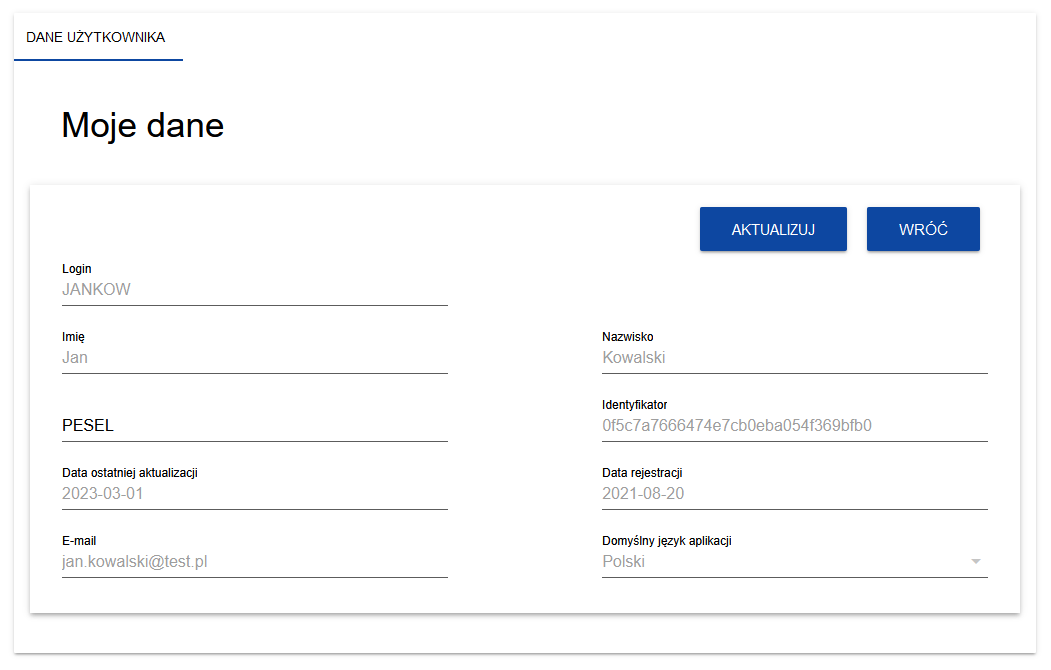 DANE UŻYTKOWNIKA
Moje dane
AKTUALIZUJ WRÓĆ
Login
JANKOW
Imię Nazwisko
Jan Kowalski
Identyfikator
PESEL 0f5c7a7666474e7cb0eba054f369bfb0
Data ostatniej aktualizacji Data rejestracji
2023-03-01 2021-08-20
E-mail Domyślny język aplikacji
jan.kowalski@test.pl Polski